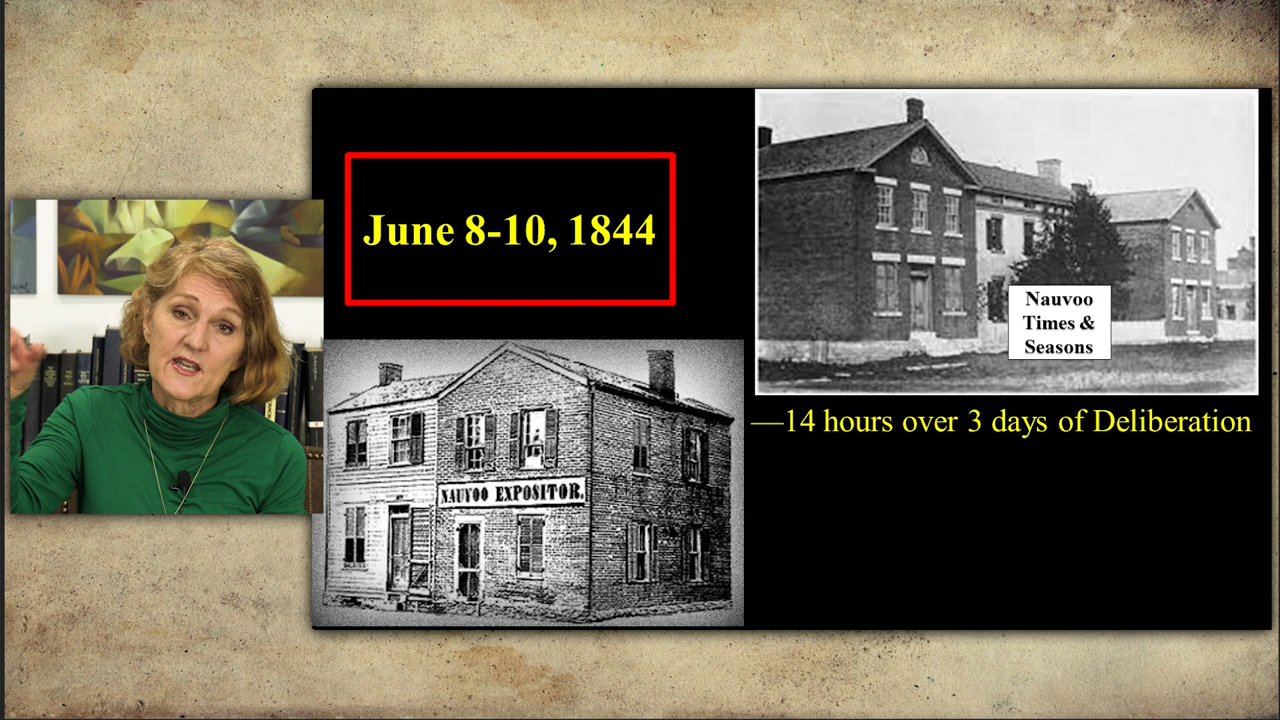 June 8-10, 1844
Nauvoo
Times &
Seasons
NAUVOO EXPOSITOR.
—14 hours over 3 days of Deliberation